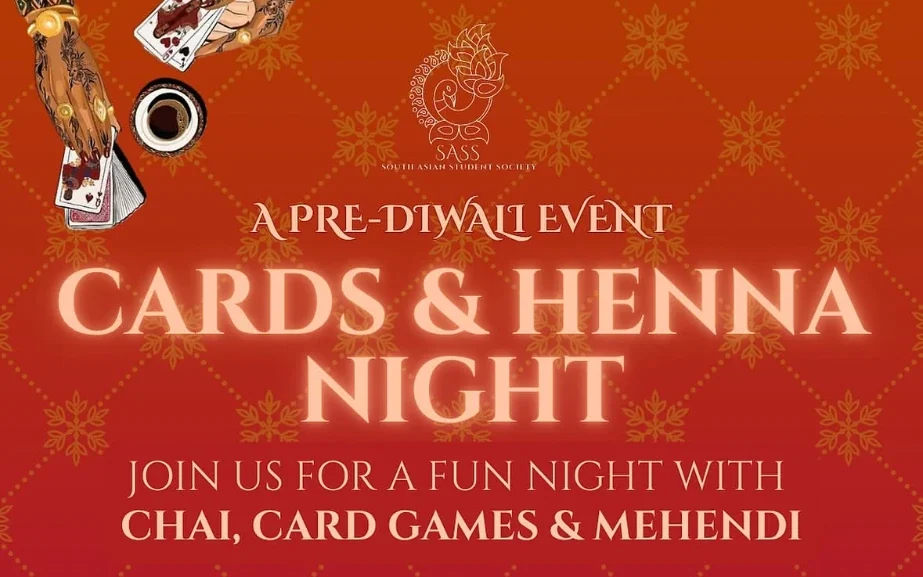 SASS
SOUTH ASIAN STUDENT SOCIETY
A PRE-DIWALI EVENT
CARDS & HENNA
NIGHT
JOIN US FOR A FUN NIGHT WITH
CHAI, CARD GAMES & MEHENDI